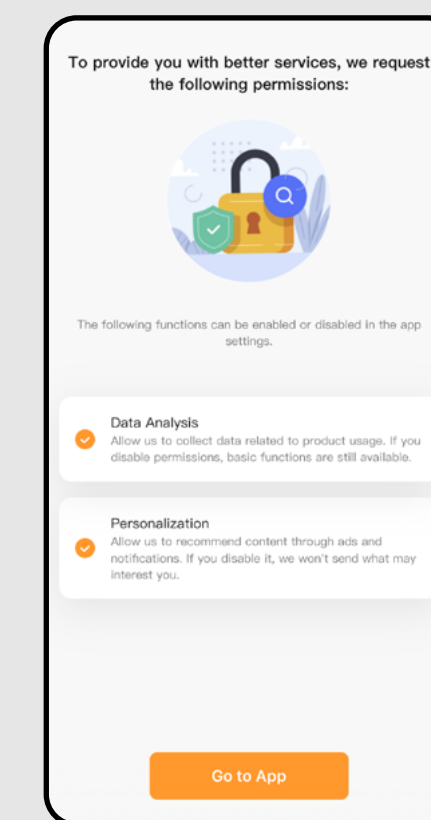 To provide you with better services, we request
the following permissions:
The following functions can be enabled or disabled in the app
settings.
Data Analysis
Allow us to collect data related to product usage. If you
disable permissions, basic functions are still available.
Personalization
Allow us to recommend content through ads and
notifications. If you disable it, we won't send what may
interest you.
Go to App